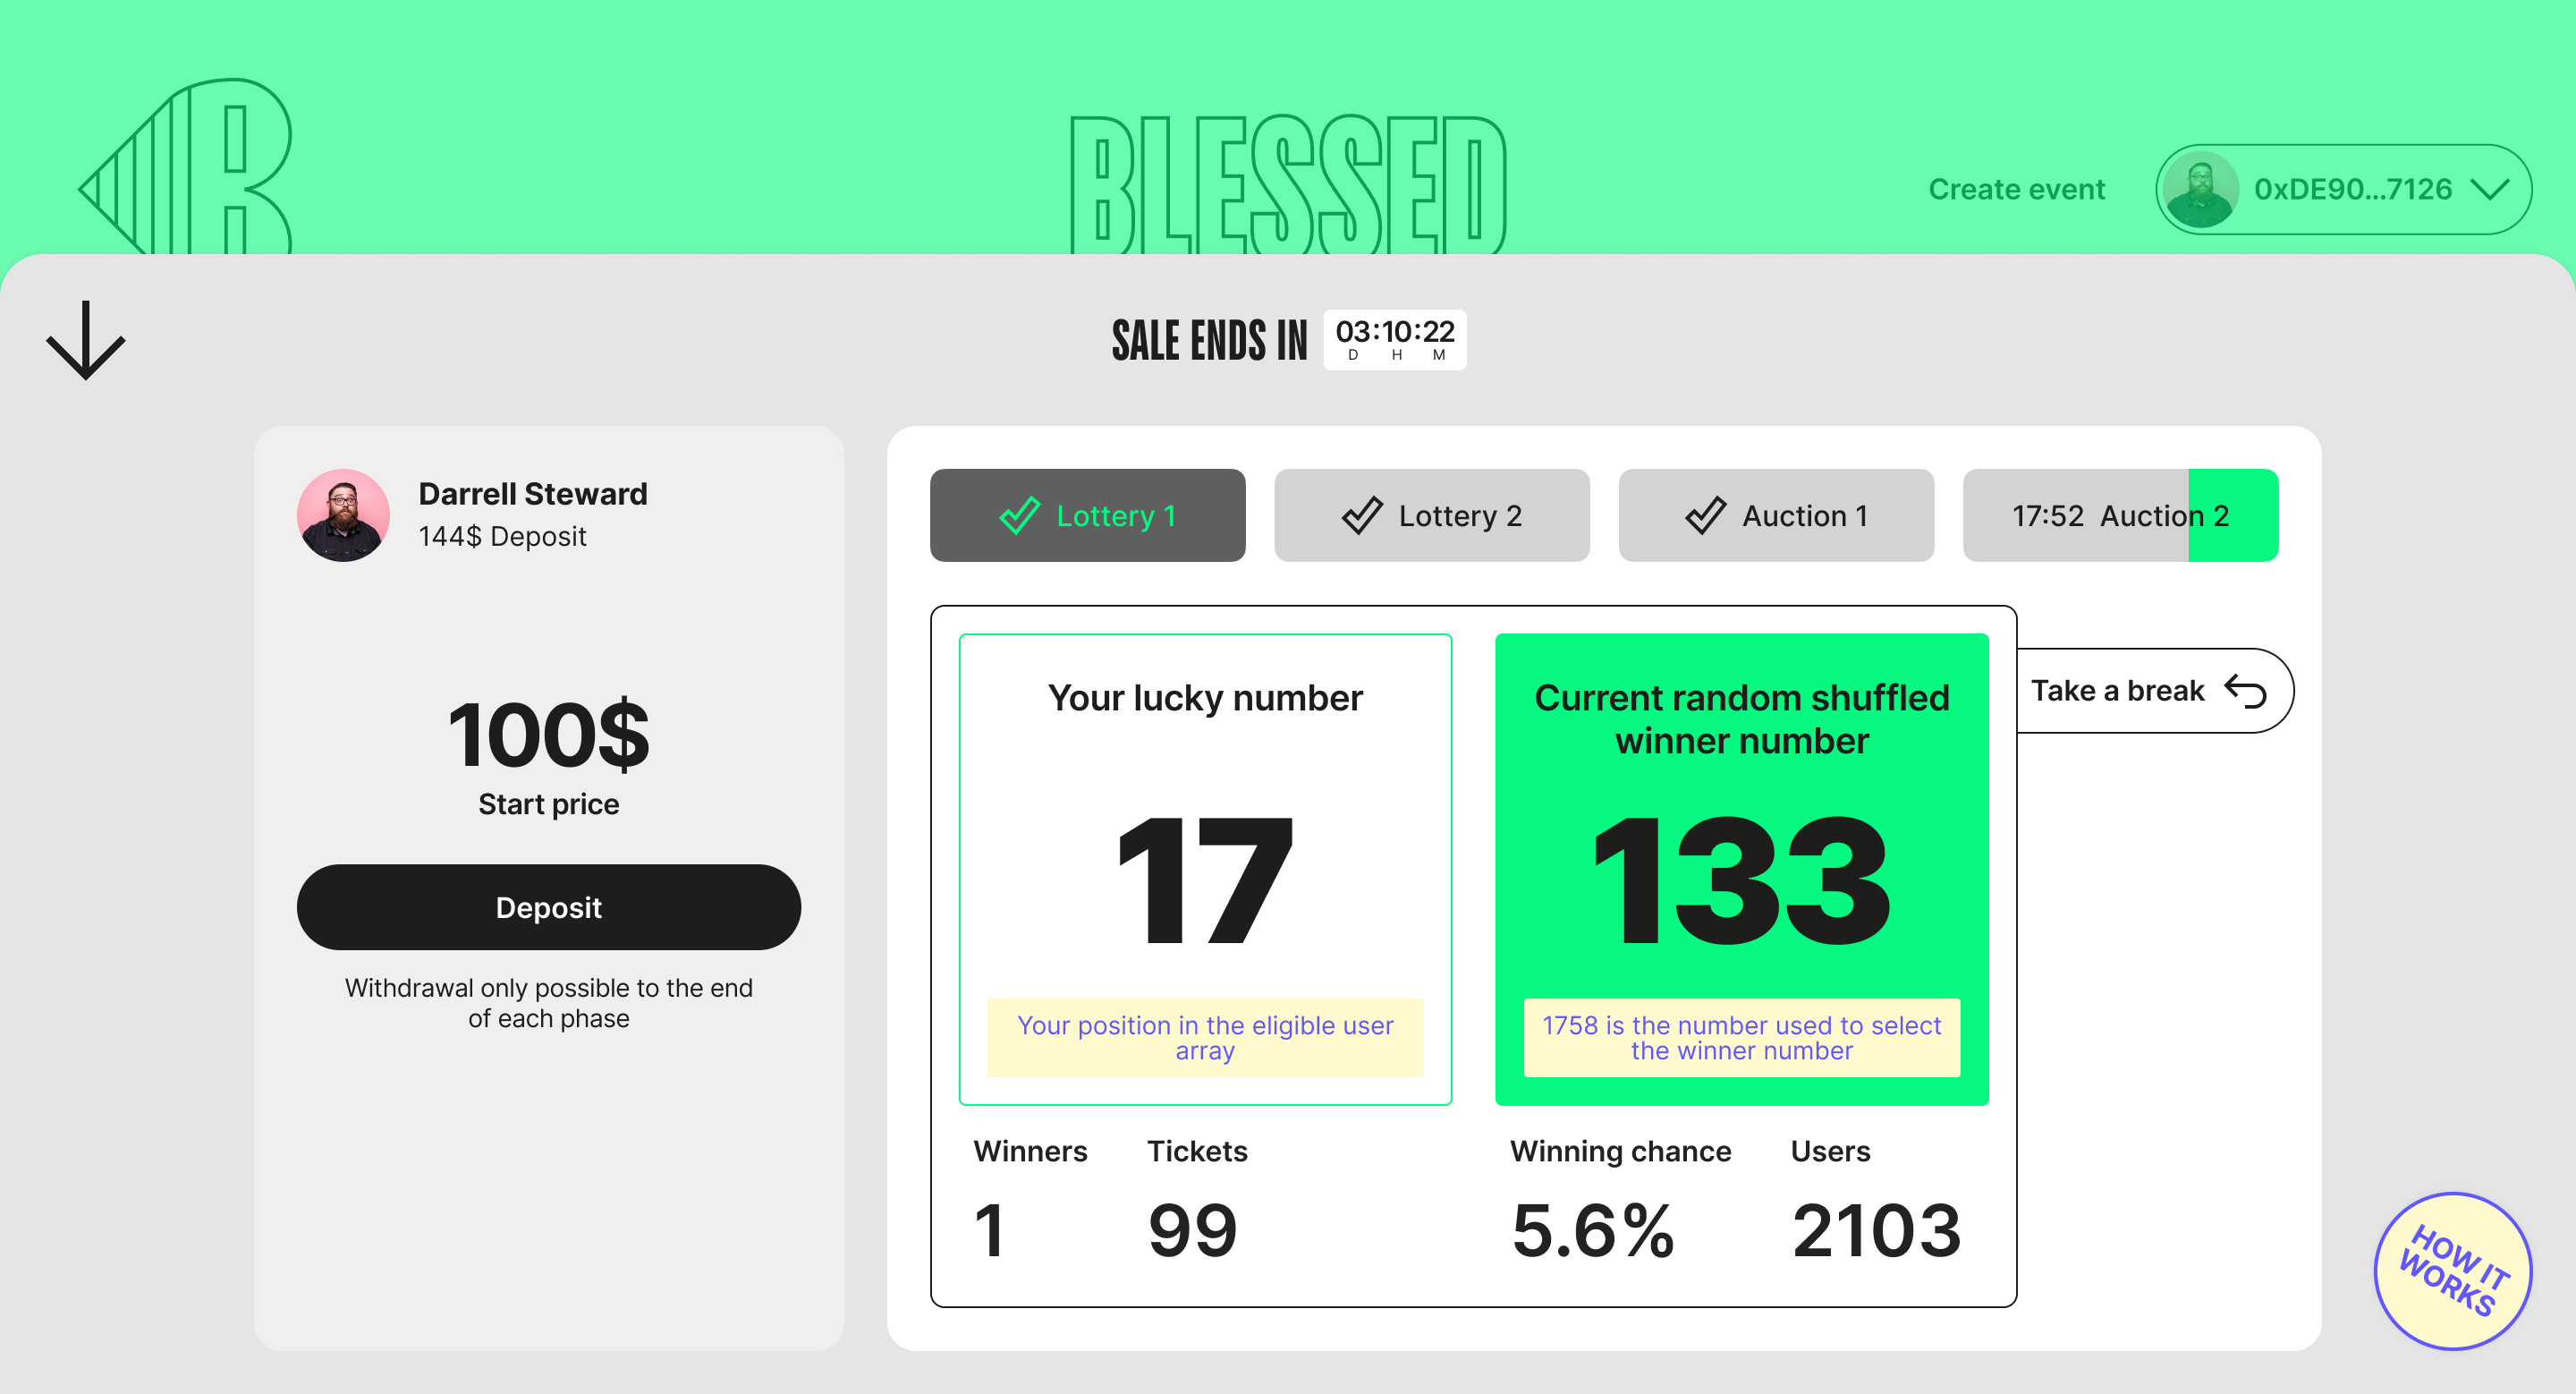 BLESSED
Create event
0xDE90...7126
SALE ENDS IN
03:10:22
D H M
Darrell Steward
144$ Deposit
100$
Start price
Deposit
Withdrawal only possible to the end
of each phase
Lottery 1
Lottery 2
Auction 1
17:52 Auction 2
Your lucky number
17
Your position in the eligible user
array
Current random shuffled
winner number
133
1758 is the number used to select
the winner number
Take a break
Winners
1
Tickets
99
Winning chance
5.6%
Users
2103
HOW IT
WORKS